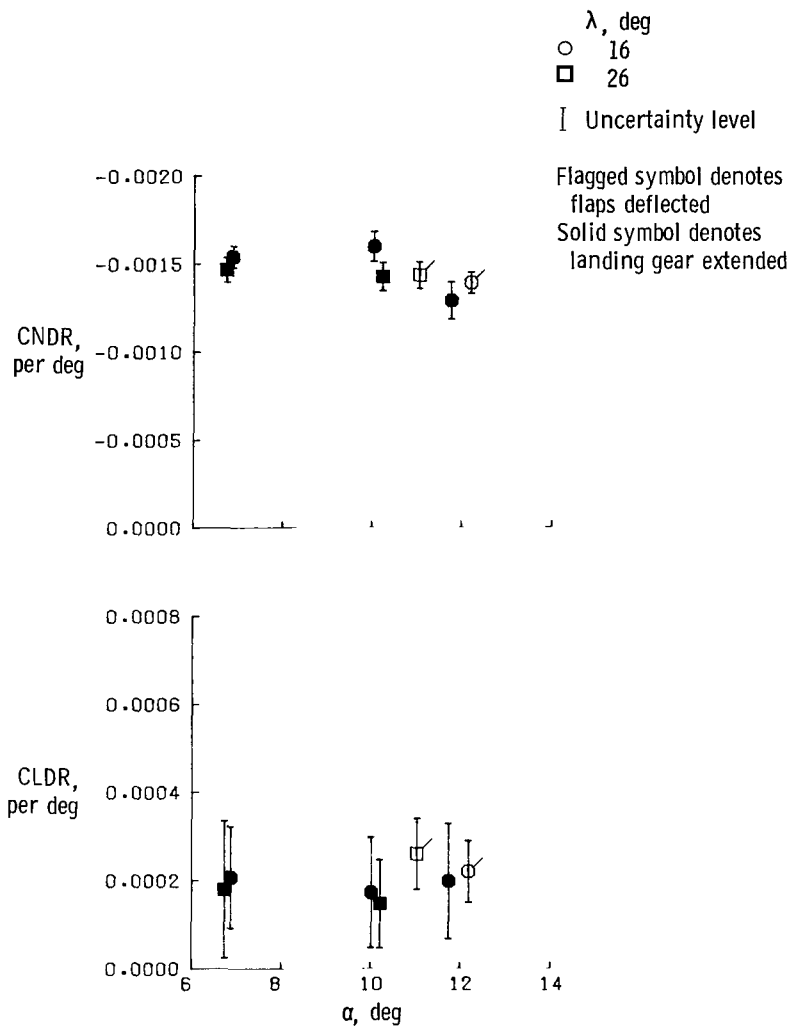 λ, deg
16
26
Uncertainty level
Flagged symbol denotes
flaps deflected
Solid symbol denotes
landing gear extended
-0.0020
-0.0015
CNDR,
per deg
-0.0010
-0.0005
0.0000
0.0008
0.0006
CLDR,
per deg
0.0004
0.0002
0.0000
6 8 10 12 14
α, deg